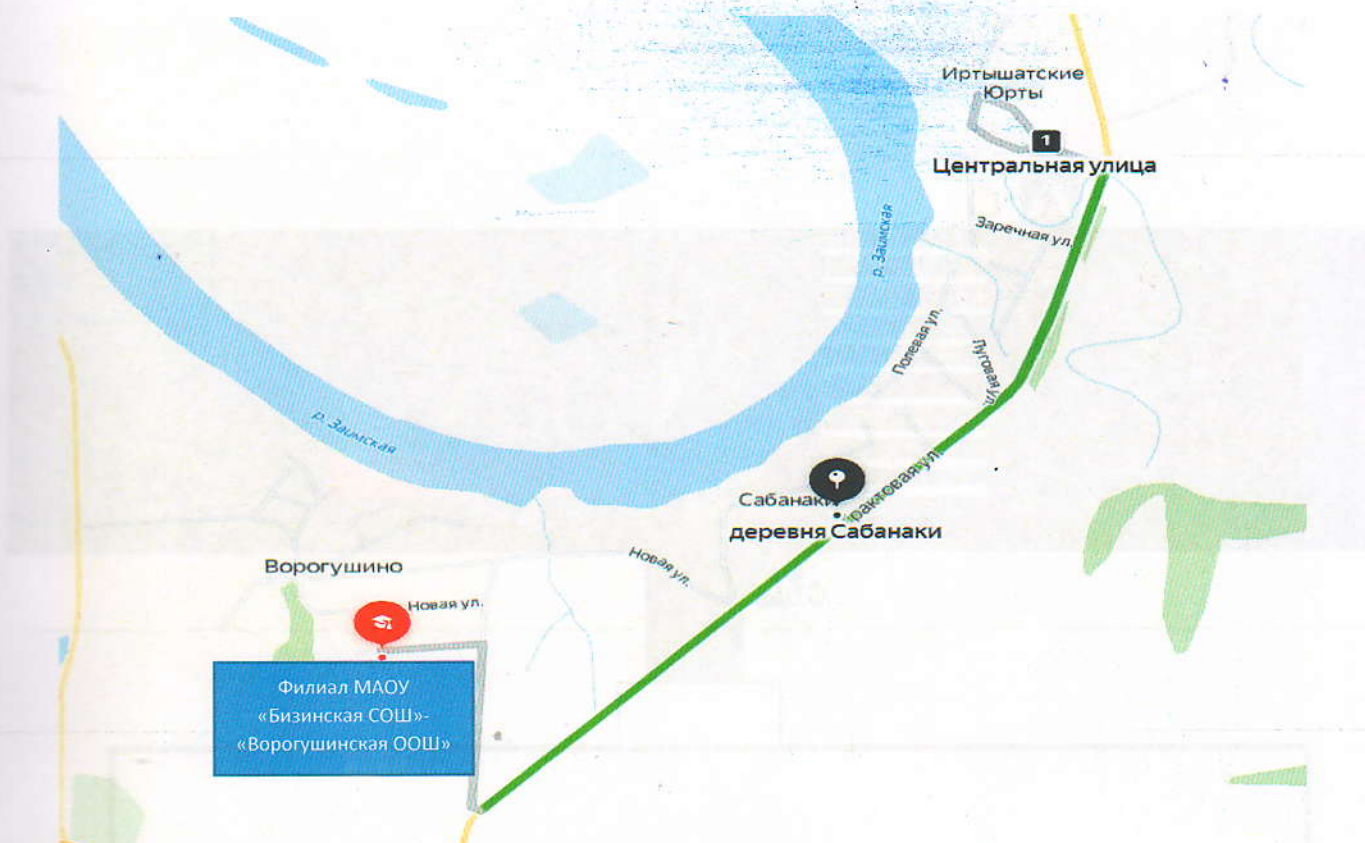 Иртышатские
Юрты
1
Центральная улица
Заречная ул.
р. Заимская
Полевая ул.
Луговая ул.
р. Заимская
Сабанаки
рактовая ул.
деревня Сабанаки
Новая ул.
Ворогушино
Новая ул.
Филиал МАОУ
«Бизинская СОШ»-
«Ворогушинская ООШ»